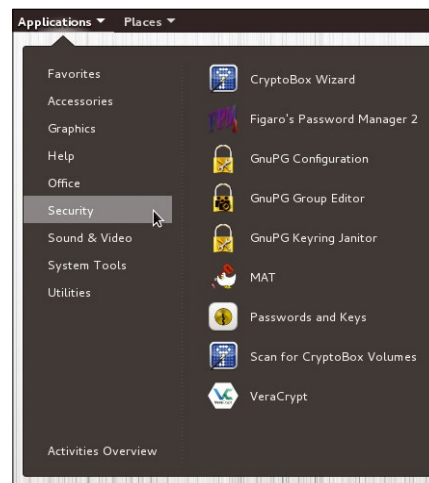 Applications Places
Favorites
Accessories
Graphics
Help
Office
Security
Sound & Video
System Tools
Utilities
Activities Overview
CryptoBox Wizard
Figaro's Password Manager 2
GnuPG Configuration
GnuPG Group Editor
GnuPG Keyring Janitor
MAT
Passwords and Keys
Scan for CryptoBox Volumes
VeraCrypt